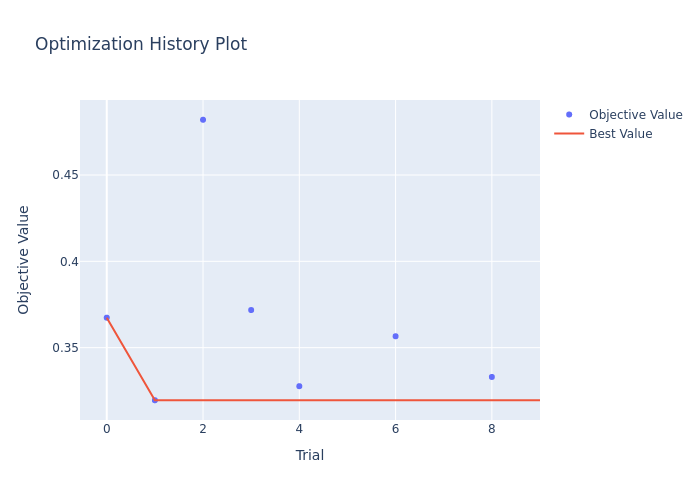 Optimization History Plot
Objective Value
Best Value
0.45
0.4
0.35
Objective Value
0
2
4
6
8
Trial